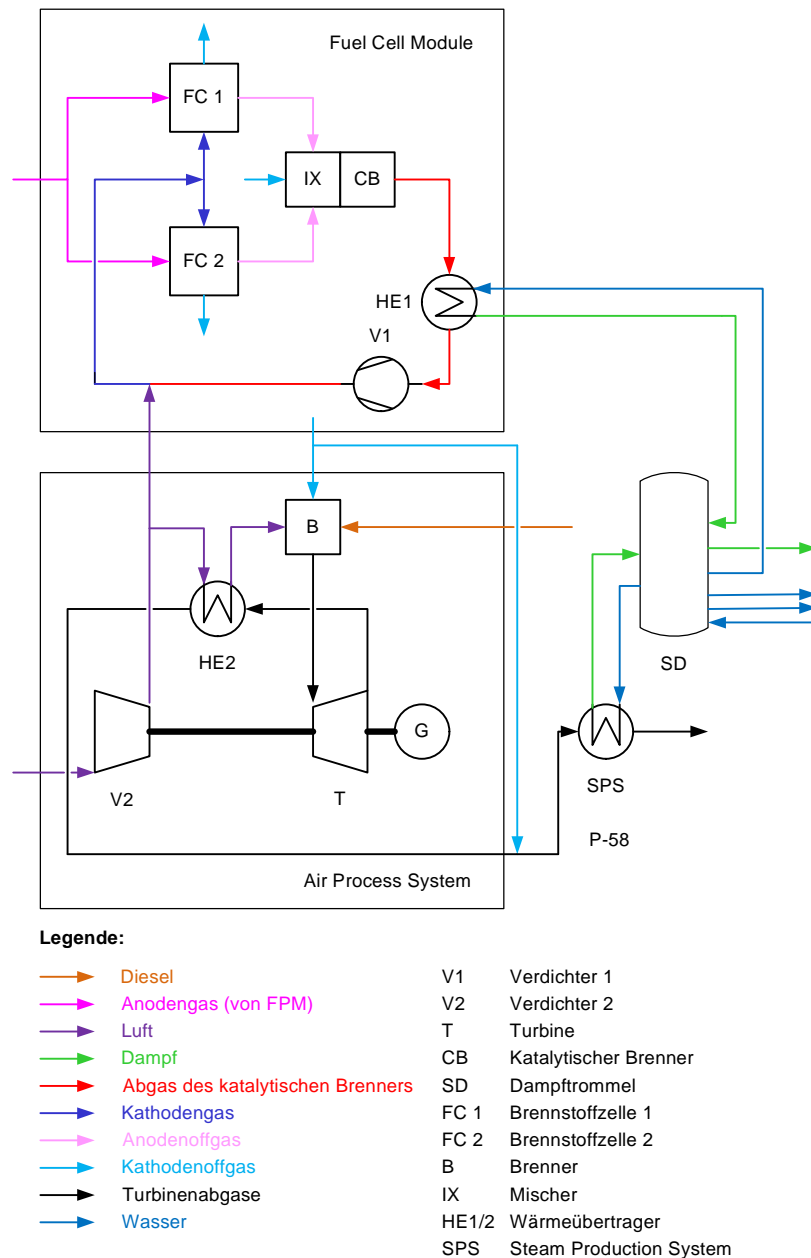 Fuel Cell Module
FC 1
IX
CB
FC 2
HE1
V1
B
HE2
SD
G
V2
T
SPS
P-58
Air Process System
Legende:
Diesel
Anodengas (von FPM)
Luft
Dampf
Abgas des katalytischen Brenners
Kathodengas
Anodenoffgas
Kathodenoffgas
Turbinenabgase
Wasser
V1 Verdichter 1
V2 Verdichter 2
T Turbine
CB Katalytischer Brenner
SD Dampftrommel
FC 1 Brennstoffzelle 1
FC 2 Brennstoffzelle 2
B Brenner
IX Mischer
HE1/2 Wärmeübertrager
SPS Steam Production System